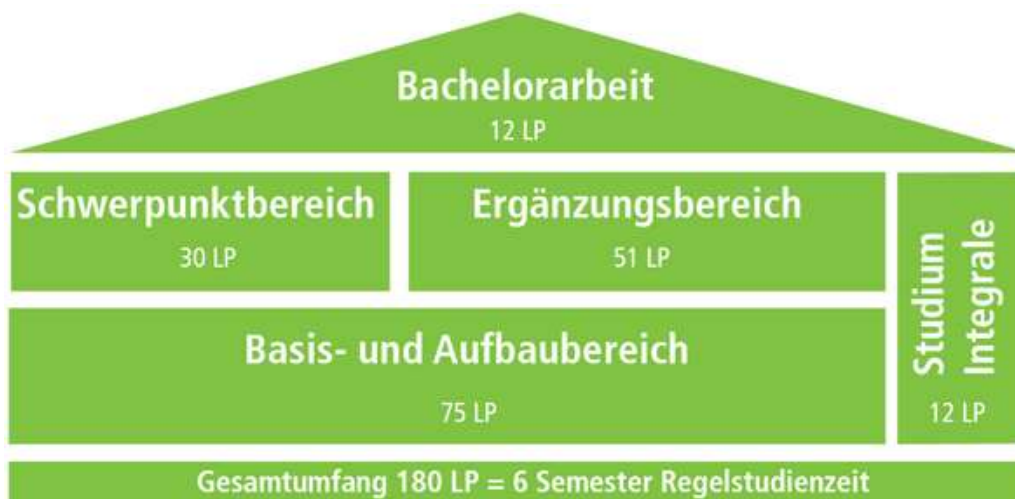 Bachelorarbeit
12 LP
Schwerpunktbereich
30 LP
Ergänzungsbereich
51 LP
Basis- und Aufbaubereich
75 LP
Studium
Integrale
12 LP
Gesamtumfang 180 LP = 6 Semester Regelstudienzeit